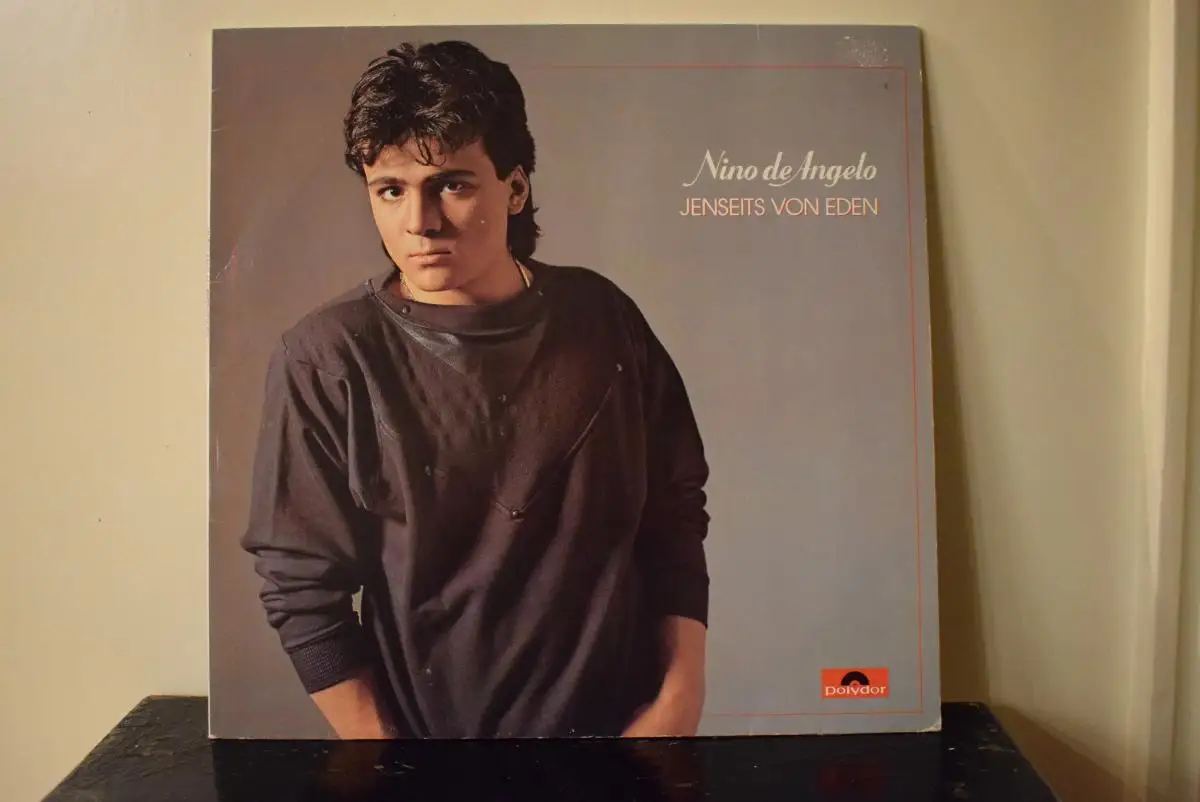 Nino de Angelo
JENSEITS VON EDEN
polydor